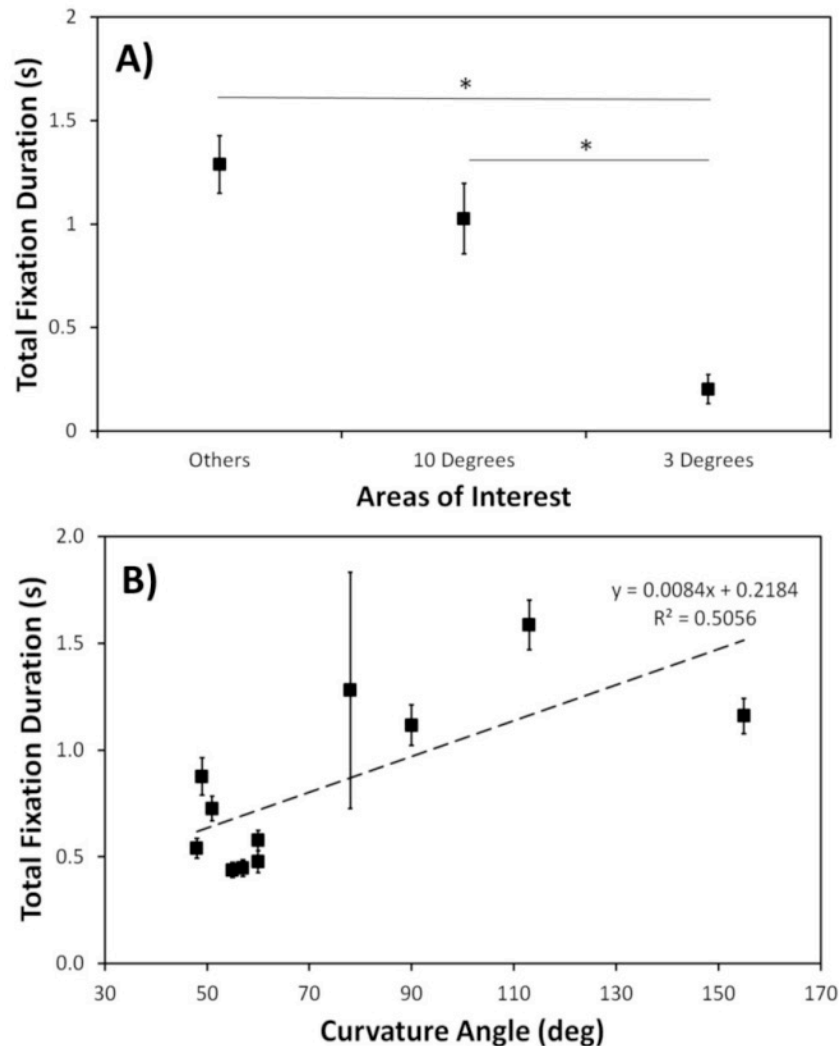 A)
Total Fixation Duration (s)
2
1.5
1
0.5
0
*
*
Others 10 Degrees 3 Degrees
Areas of Interest
B)
Total Fixation Duration (s)
2.0
1.5
1.0
0.5
0.0
y = 0.0084x + 0.2184
R² = 0.5056
30 50 70 90 110 130 150 170
Curvature Angle (deg)